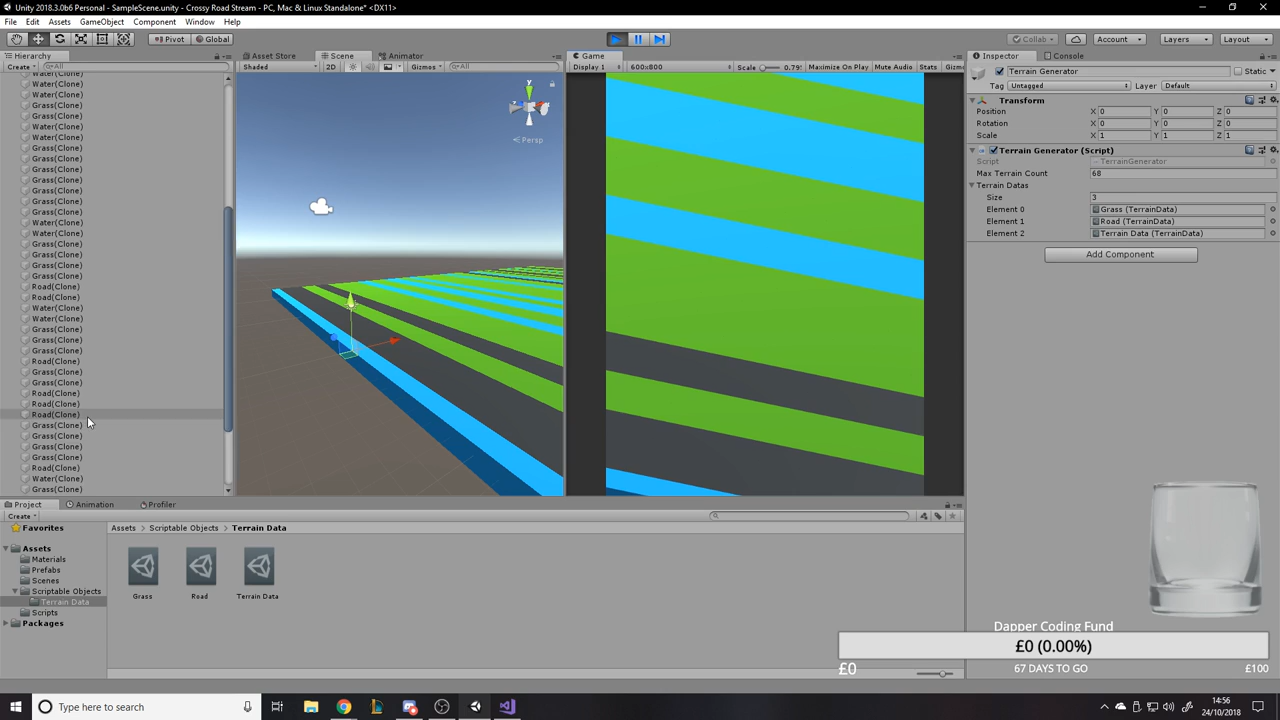 Unity 2018.3.0b6 Personal - SampleScene.unity - Crossy Road Stream - PC, Mac & Linux Standalone* <DX11>
File Edit Assets GameObject Component Window Help
Pivot Global Collab Account Layers Layout
Hierarchy Asset Store Scene Animator Game Inspector Console
Create All Shaded 2D Gizmos All Display 1 600x800 Scale 0.79 Maximize On Play Mute Audio Stats Gizm
Terrain Generator Static
Tag Untagged Layer Default
Transform
Position X 0 Y 0 Z 0
Rotation X 0 Y 0 Z 0
Scale X 1 Y 1 Z 1
Terrain Generator (Script)
Script TerrainGenerator
Max Terrain Count 68
Terrain Datas
Size 3
Element 0 Grass (TerrainData)
Element 1 Road (TerrainData)
Element 2 Terrain Data (TerrainData)
Add Component
Water(Clone)
Water(Clone)
Water(Clone)
Grass(Clone)
Grass(Clone)
Water(Clone)
Water(Clone)
Grass(Clone)
Grass(Clone)
Grass(Clone)
Grass(Clone)
Grass(Clone)
Grass(Clone)
Grass(Clone)
Water(Clone)
Water(Clone)
Grass(Clone)
Grass(Clone)
Grass(Clone)
Grass(Clone)
Road(Clone)
Road(Clone)
Water(Clone)
Water(Clone)
Grass(Clone)
Grass(Clone)
Grass(Clone)
Road(Clone)
Grass(Clone)
Grass(Clone)
Road(Clone)
Road(Clone)
Road(Clone)
Grass(Clone)
Grass(Clone)
Grass(Clone)
Grass(Clone)
Road(Clone)
Water(Clone)
Grass(Clone)
y
x
Persp
Project Animation Profiler
Create
Favorites
Assets
Materials
Prefabs
Scenes
Scriptable Objects
Terrain Data
Scripts
Packages
Assets Scriptable Objects Terrain Data
Grass Road Terrain Data
Dapper Coding Fund
£0 (0.00%)
£0 67 DAYS TO GO £100
Type here to search
14:56
24/10/2018